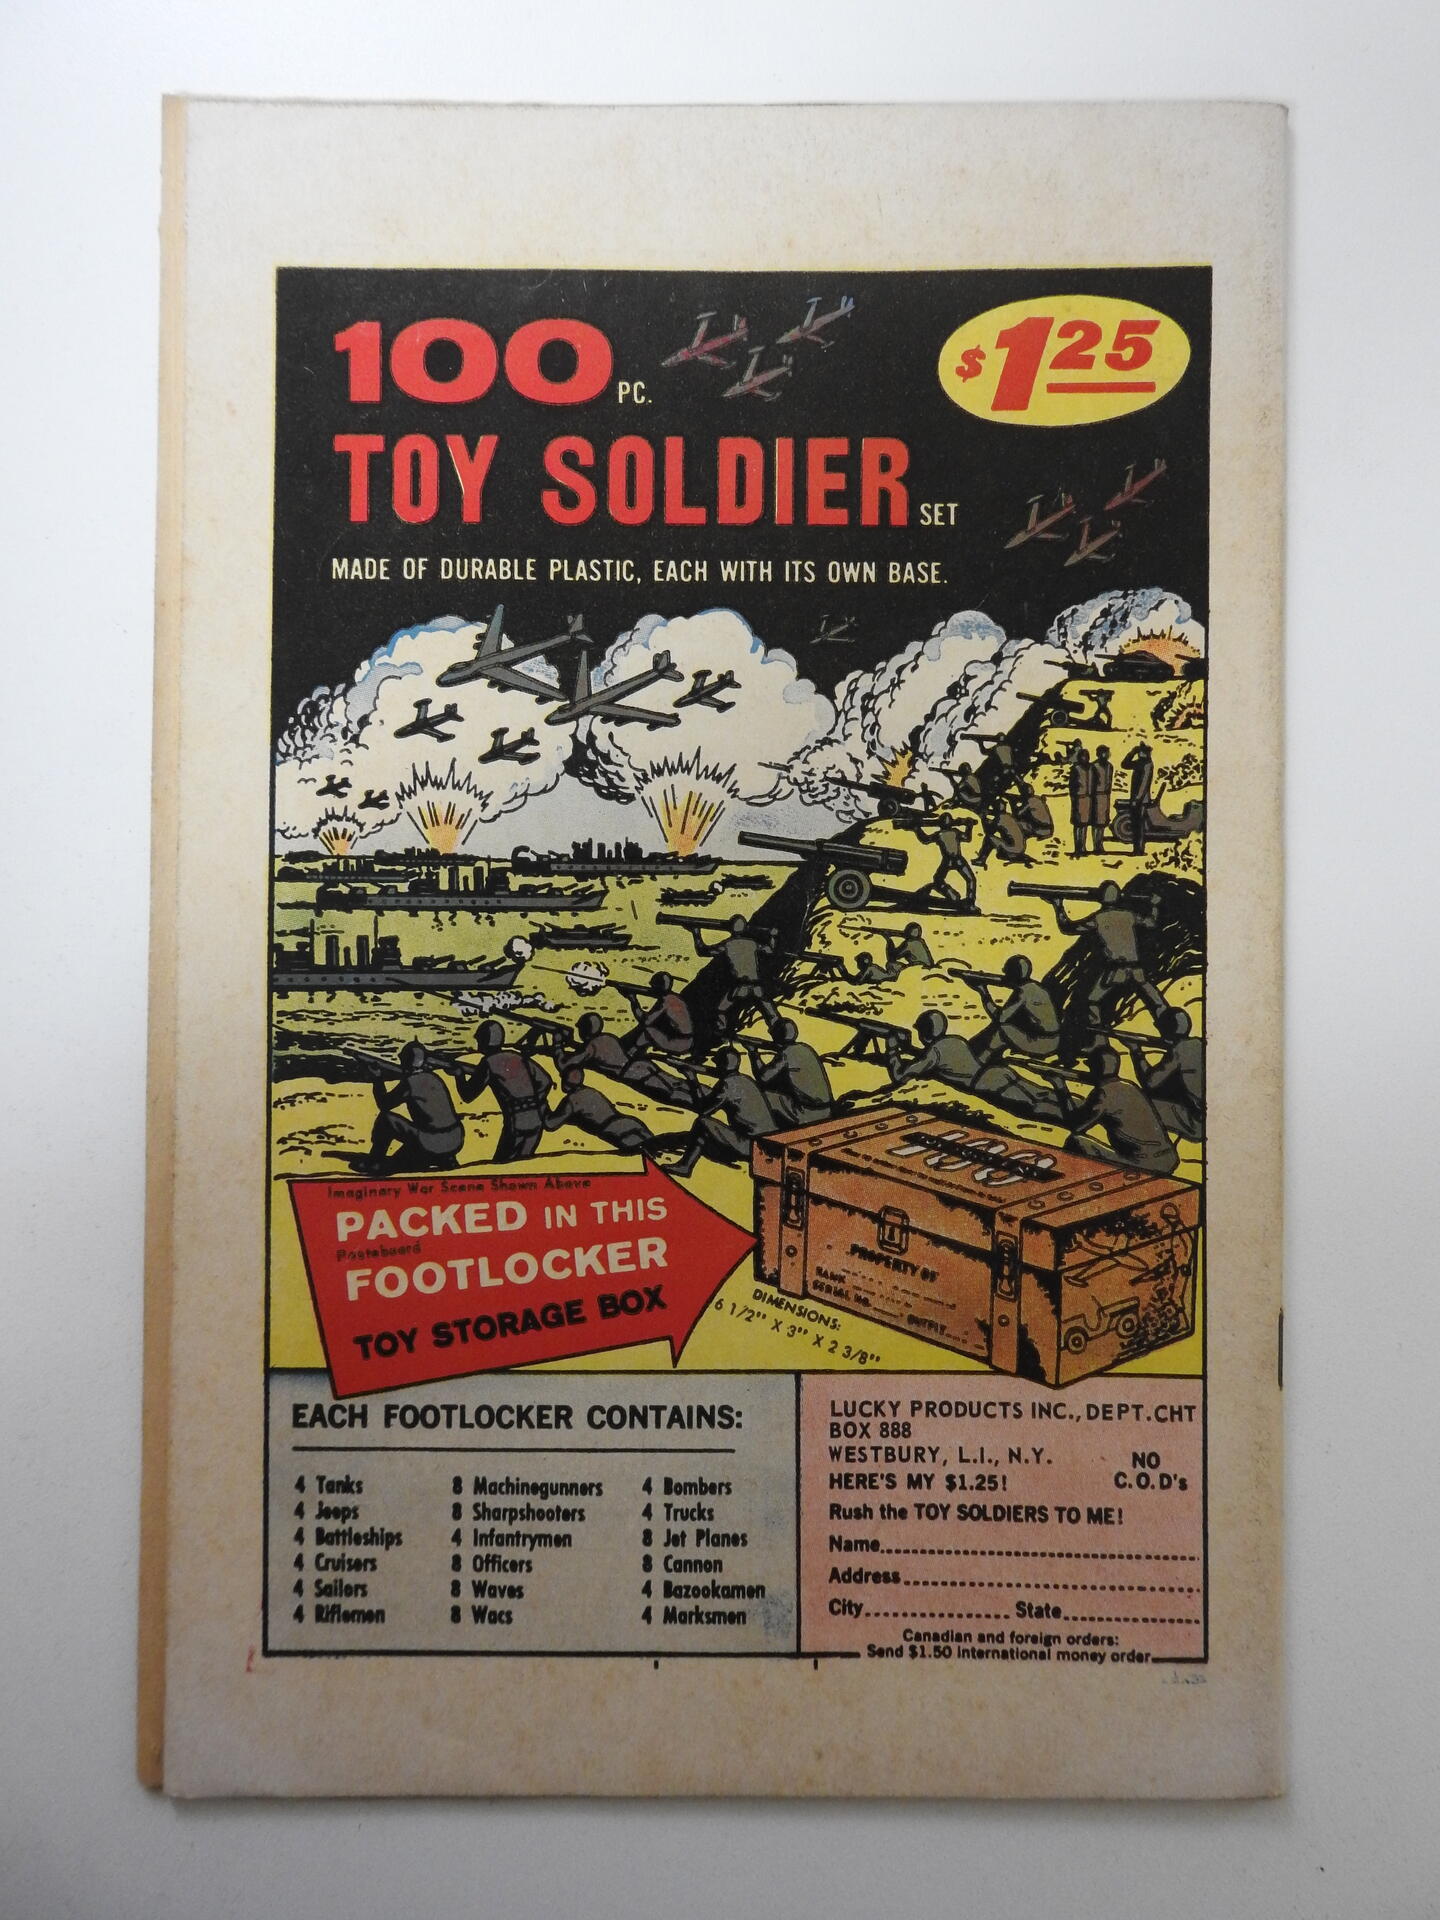 100 PC.
$1.25
TOY SOLDIER SET
MADE OF DURABLE PLASTIC, EACH WITH ITS OWN BASE.
Imaginary War Scene Shown Above
PACKED IN THIS
Pasteboard
FOOTLOCKER
TOY STORAGE BOX
100
PROPERTY OF
RANK
SERIAL NO. OUTFIT
DIMENSIONS:
6 1/2" X 3" X 2 3/8"
EACH FOOTLOCKER CONTAINS:
4 Tanks
4 Jeeps
4 Battleships
4 Cruisers
4 Sailors
4 Riflemen
8 Machinegunners
8 Sharpshooters
4 Infantrymen
8 Officers
8 Waves
8 Wacs
4 Bombers
4 Trucks
8 Jet Planes
8 Cannon
4 Bazookamen
4 Marksmen
LUCKY PRODUCTS INC., DEPT. CHT
BOX 888
WESTBURY, L.I., N.Y.
HERE'S MY $1.25!
NO
C.O.D's
Rush the TOY SOLDIERS TO ME!
Name
Address
City State
Canadian and foreign orders:
Send $1.50 international money order